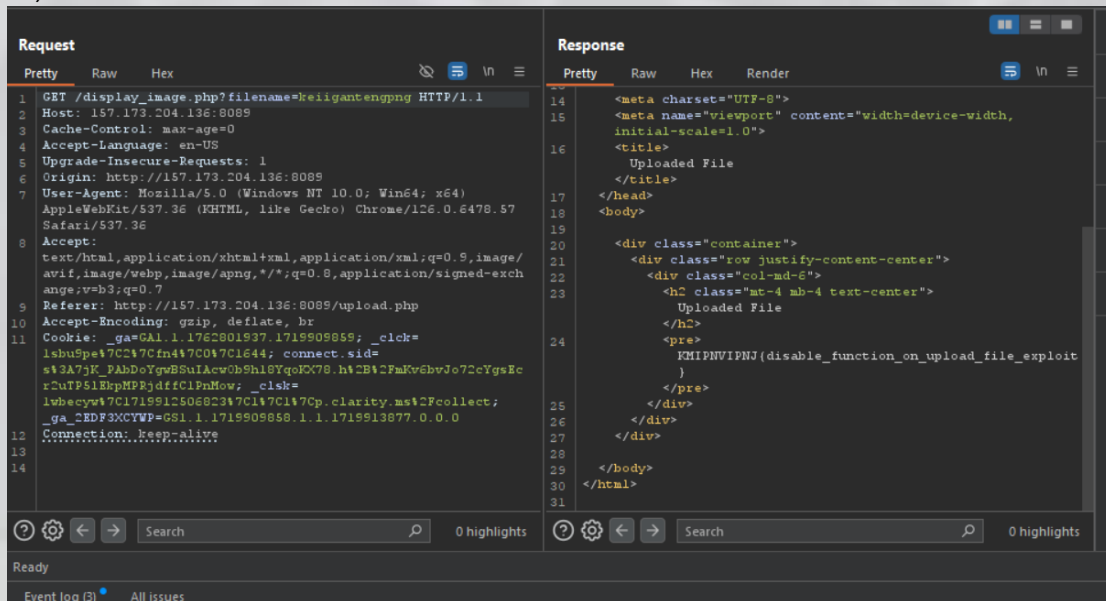 Request
Pretty Raw Hex \n
1 GET /display_image.php?filename=keiigantengpng HTTP/1.1
2 Host: 157.173.204.136:8089
3 Cache-Control: max-age=0
4 Accept-Language: en-US
5 Upgrade-Insecure-Requests: 1
6 Origin: http://157.173.204.136:8089
7 User-Agent: Mozilla/5.0 (Windows NT 10.0; Win64; x64)
AppleWebKit/537.36 (KHTML, like Gecko) Chrome/126.0.6478.57
Safari/537.36
8 Accept:
text/html,application/xhtml+xml,application/xml;q=0.9,image/
avif,image/webp,image/apng,*/*;q=0.8,application/signed-exch
ange;v=b3;q=0.7
9 Referer: http://157.173.204.136:8089/upload.php
10 Accept-Encoding: gzip, deflate, br
11 Cookie: _ga=GA1.1.1762801937.1719909859; _clck=
1sbu9pe%7C2%7Cfn4%7C0%7C1644; connect.sid=
s%3A7jK_PAbDoYgwBSuIAcw0b9hl8YqoKX78.h%2B%2FmKv6bvJo72cYgsEc
r2uTP5lEkpMPRjdffClPnMow; _clsk=
1wbecyw%7C1719912506823%7C1%7C1%7Cp.clarity.ms%2Fcollect;
_ga_2EDF3XCYWP=GS1.1.1719909858.1.1.1719913877.0.0.0
12 Connection: keep-alive
13
14
Search 0 highlights
Response
Pretty Raw Hex Render \n
14 <meta charset="UTF-8">
15 <meta name="viewport" content="width=device-width,
initial-scale=1.0">
16 <title>
Uploaded File
</title>
17 </head>
18 <body>
19
20 <div class="container">
21 <div class="row justify-content-center">
22 <div class="col-md-6">
23 <h2 class="mt-4 mb-4 text-center">
Uploaded File
</h2>
24 <pre>
KMIPNVIPNJ{disable_function_on_upload_file_exploit
}
</pre>
25 </div>
26 </div>
27 </div>
28
29 </body>
30 </html>
31
Search 0 highlights
Ready
Event log (3) All issues